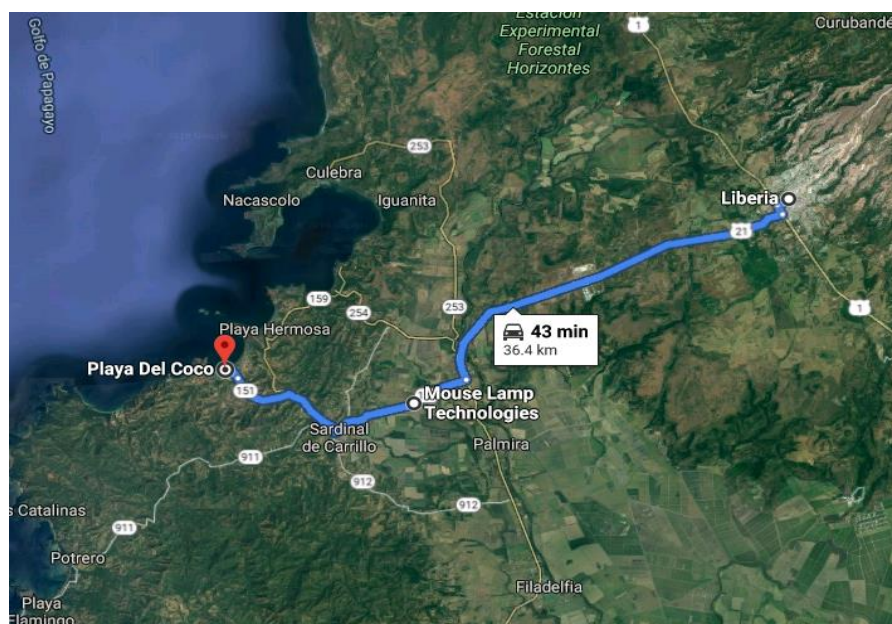 Estación
Experimental
Forestal
Horizontes
1
Curubandé
Golfo de Papagayo
253
Culebra
Nacascolo
Iguanita
Liberia
21
159
253
254
1
Playa Hermosa
43 min
36.4 km
Playa Del Coco
151
Mouse Lamp
Technologies
Sardinal
de Carrillo
Palmira
911
912
912
s Catalinas
911
Potrero
Filadelfia
Playa
Flamingo